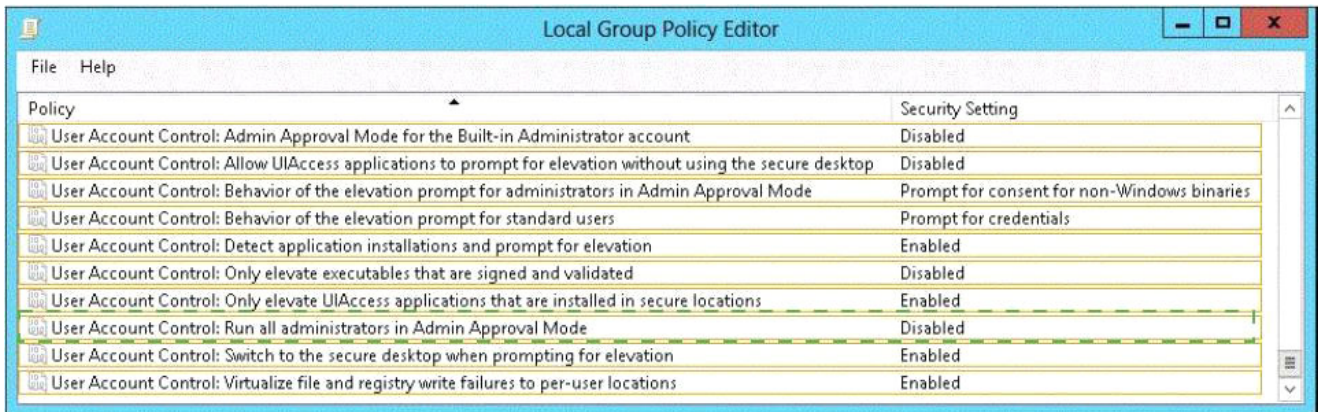 Local Group Policy Editor
File Help
Policy Security Setting
User Account Control: Admin Approval Mode for the Built-in Administrator account Disabled
User Account Control: Allow UIAccess applications to prompt for elevation without using the secure desktop Disabled
User Account Control: Behavior of the elevation prompt for administrators in Admin Approval Mode Prompt for consent for non-Windows binaries
User Account Control: Behavior of the elevation prompt for standard users Prompt for credentials
User Account Control: Detect application installations and prompt for elevation Enabled
User Account Control: Only elevate executables that are signed and validated Disabled
User Account Control: Only elevate UIAccess applications that are installed in secure locations Enabled
User Account Control: Run all administrators in Admin Approval Mode Disabled
User Account Control: Switch to the secure desktop when prompting for elevation Enabled
User Account Control: Virtualize file and registry write failures to per-user locations Enabled